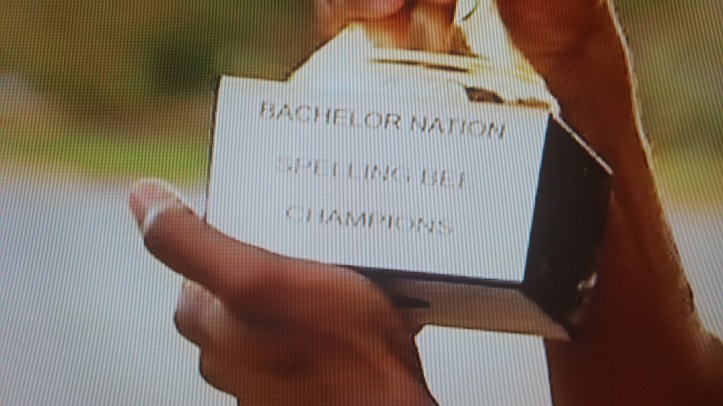 BACHELOR NATION
SPELLING BEE
CHAMPIONS